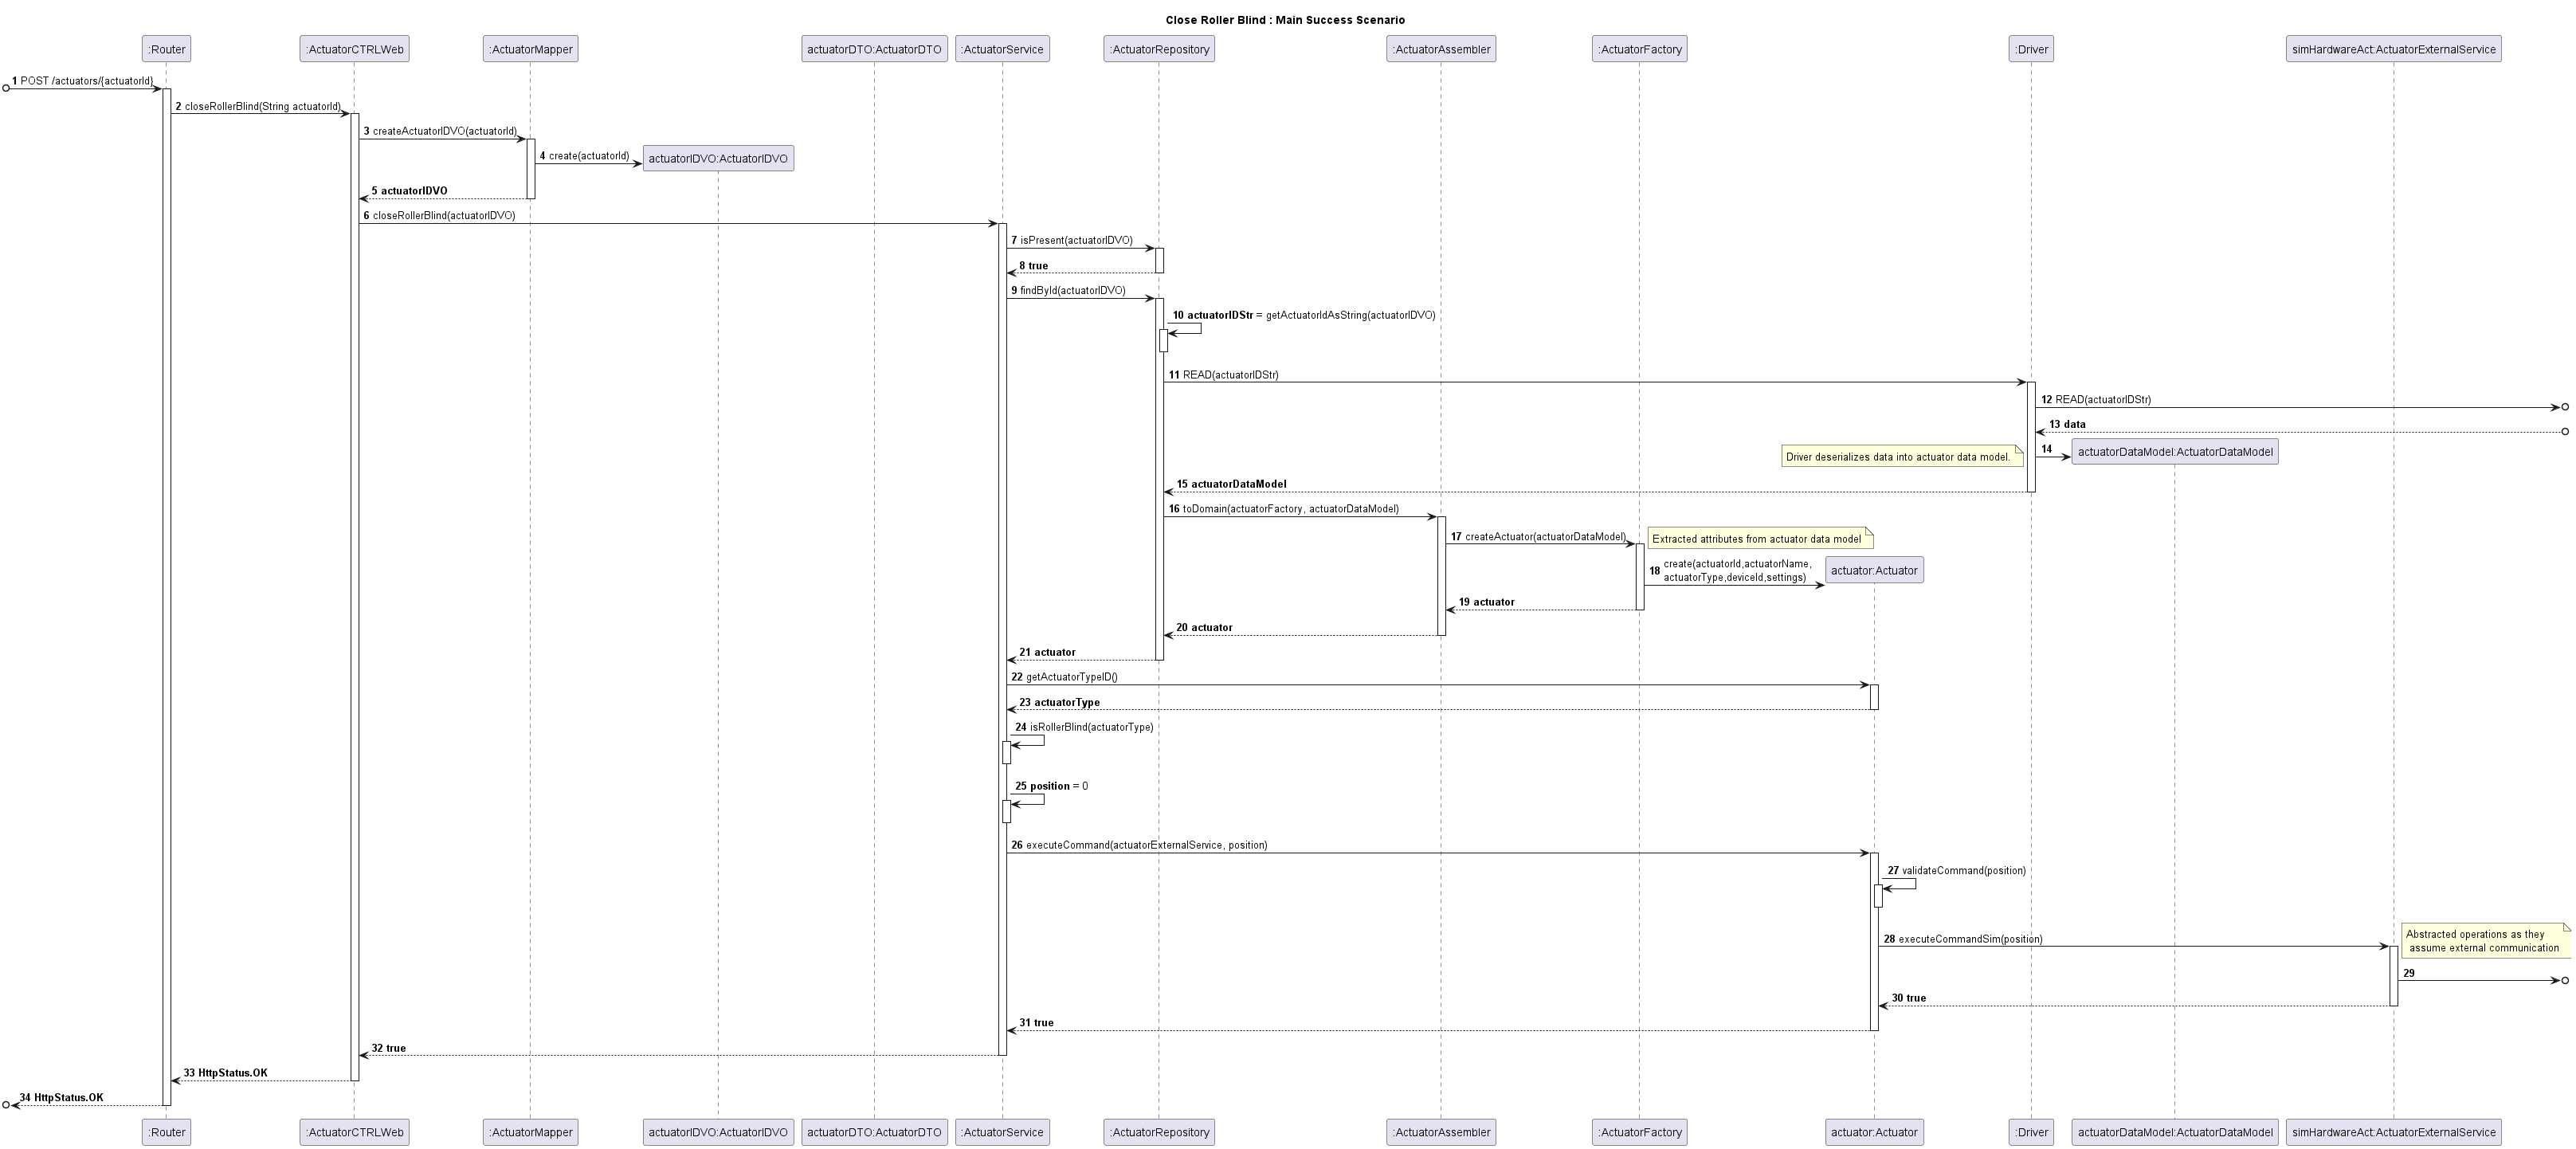 Close Roller Blind : Main Success Scenario
:Router
:ActuatorCTRLWeb
:ActuatorMapper
actuatorDTO:ActuatorDTO
:ActuatorService
:ActuatorRepository
:ActuatorAssembler
:ActuatorFactory
:Driver
simHardwareAct:ActuatorExternalService
1 POST /actuators/{actuatorId}
2 closeRollerBlind(String actuatorId)
3 createActuatorIDVO(actuatorId)
4 create(actuatorId)
actuatorIDVO:ActuatorIDVO
5 actuatorIDVO
6 closeRollerBlind(actuatorIDVO)
7 isPresent(actuatorIDVO)
8 true
9 findById(actuatorIDVO)
10 actuatorIDStr = getActuatorIdAsString(actuatorIDVO)
11 READ(actuatorIDStr)
12 READ(actuatorIDStr)
13 data
Driver deserializes data into actuator data model.
14
actuatorDataModel:ActuatorDataModel
15 actuatorDataModel
16 toDomain(actuatorFactory, actuatorDataModel)
17 createActuator(actuatorDataModel)
Extracted attributes from actuator data model
18 create(actuatorId,actuatorName,
actuatorType,deviceId,settings)
actuator:Actuator
19 actuator
20 actuator
21 actuator
22 getActuatorTypeID()
23 actuatorType
24 isRollerBlind(actuatorType)
25 position = 0
26 executeCommand(actuatorExternalService, position)
27 validateCommand(position)
28 executeCommandSim(position)
Abstracted operations as they
assume external communication
29
30 true
31 true
32 true
33 HttpStatus.OK
34 HttpStatus.OK
:Router
:ActuatorCTRLWeb
:ActuatorMapper
actuatorIDVO:ActuatorIDVO
actuatorDTO:ActuatorDTO
:ActuatorService
:ActuatorRepository
:ActuatorAssembler
:ActuatorFactory
actuator:Actuator
:Driver
actuatorDataModel:ActuatorDataModel
simHardwareAct:ActuatorExternalService